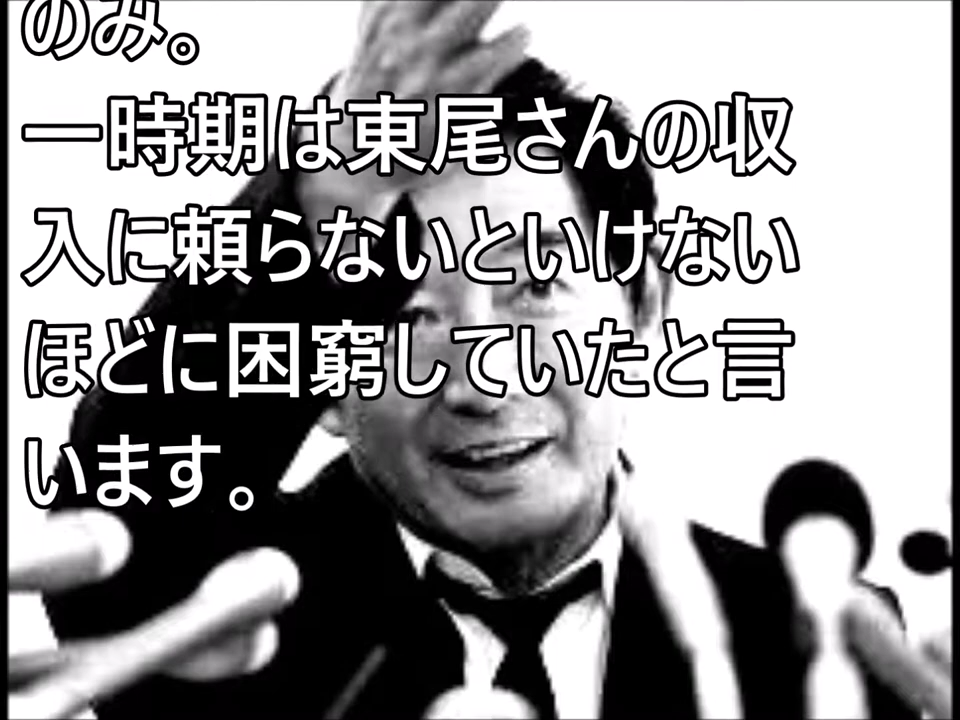 のみ。
一時期は東尾さんの収
入に頼らないといけない
ほどに困窮していたと言
います。